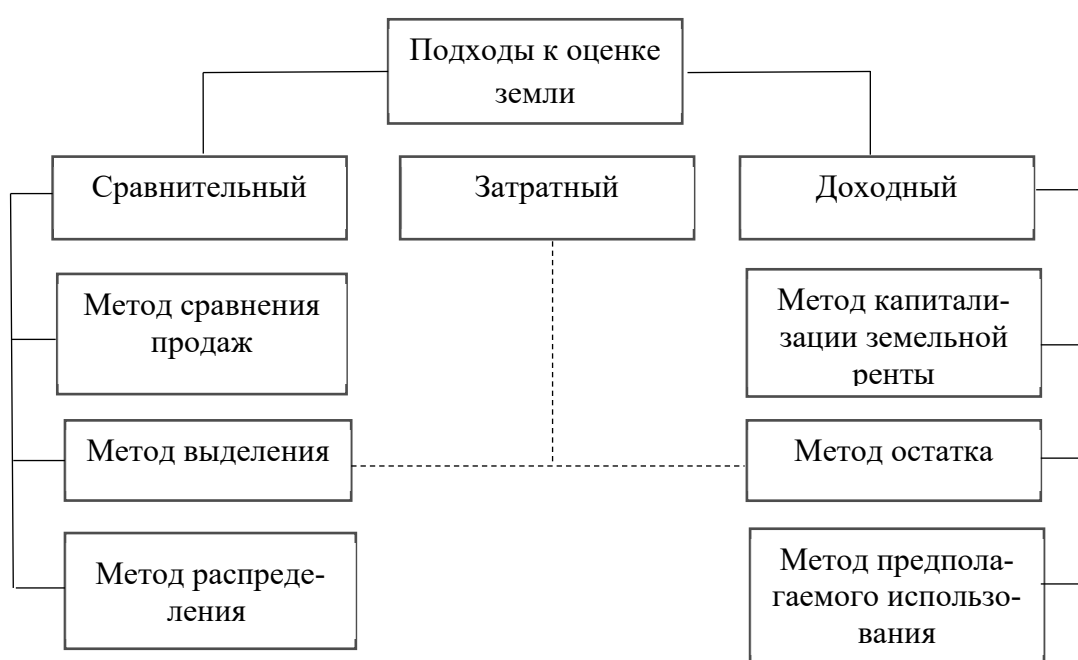 Подходы к оценке
земли
Сравнительный
Затратный
Доходный
Метод сравнения
продаж
Метод капитали-
зации земельной
ренты
Метод выделения
Метод остатка
Метод распреде-
ления
Метод предпола-
гаемого использо-
вания